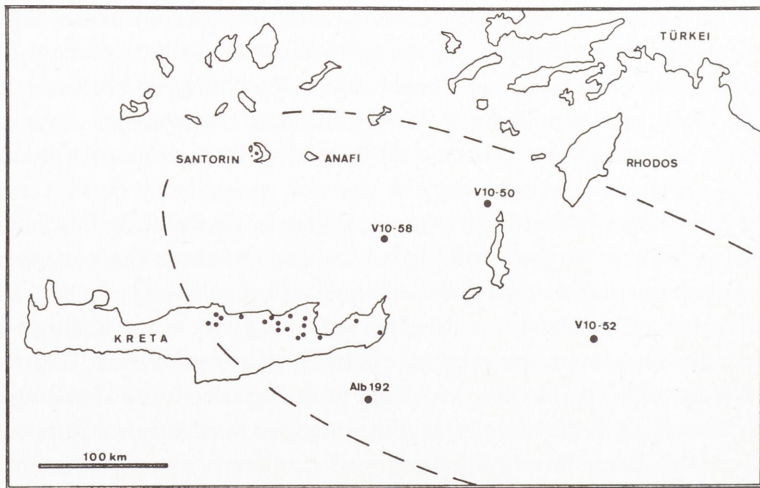 TÜRKEI
SANTORIN
ANAFI
RHODOS
V10-50
V10-58
V10-52
KRETA
Alb 192
100 km